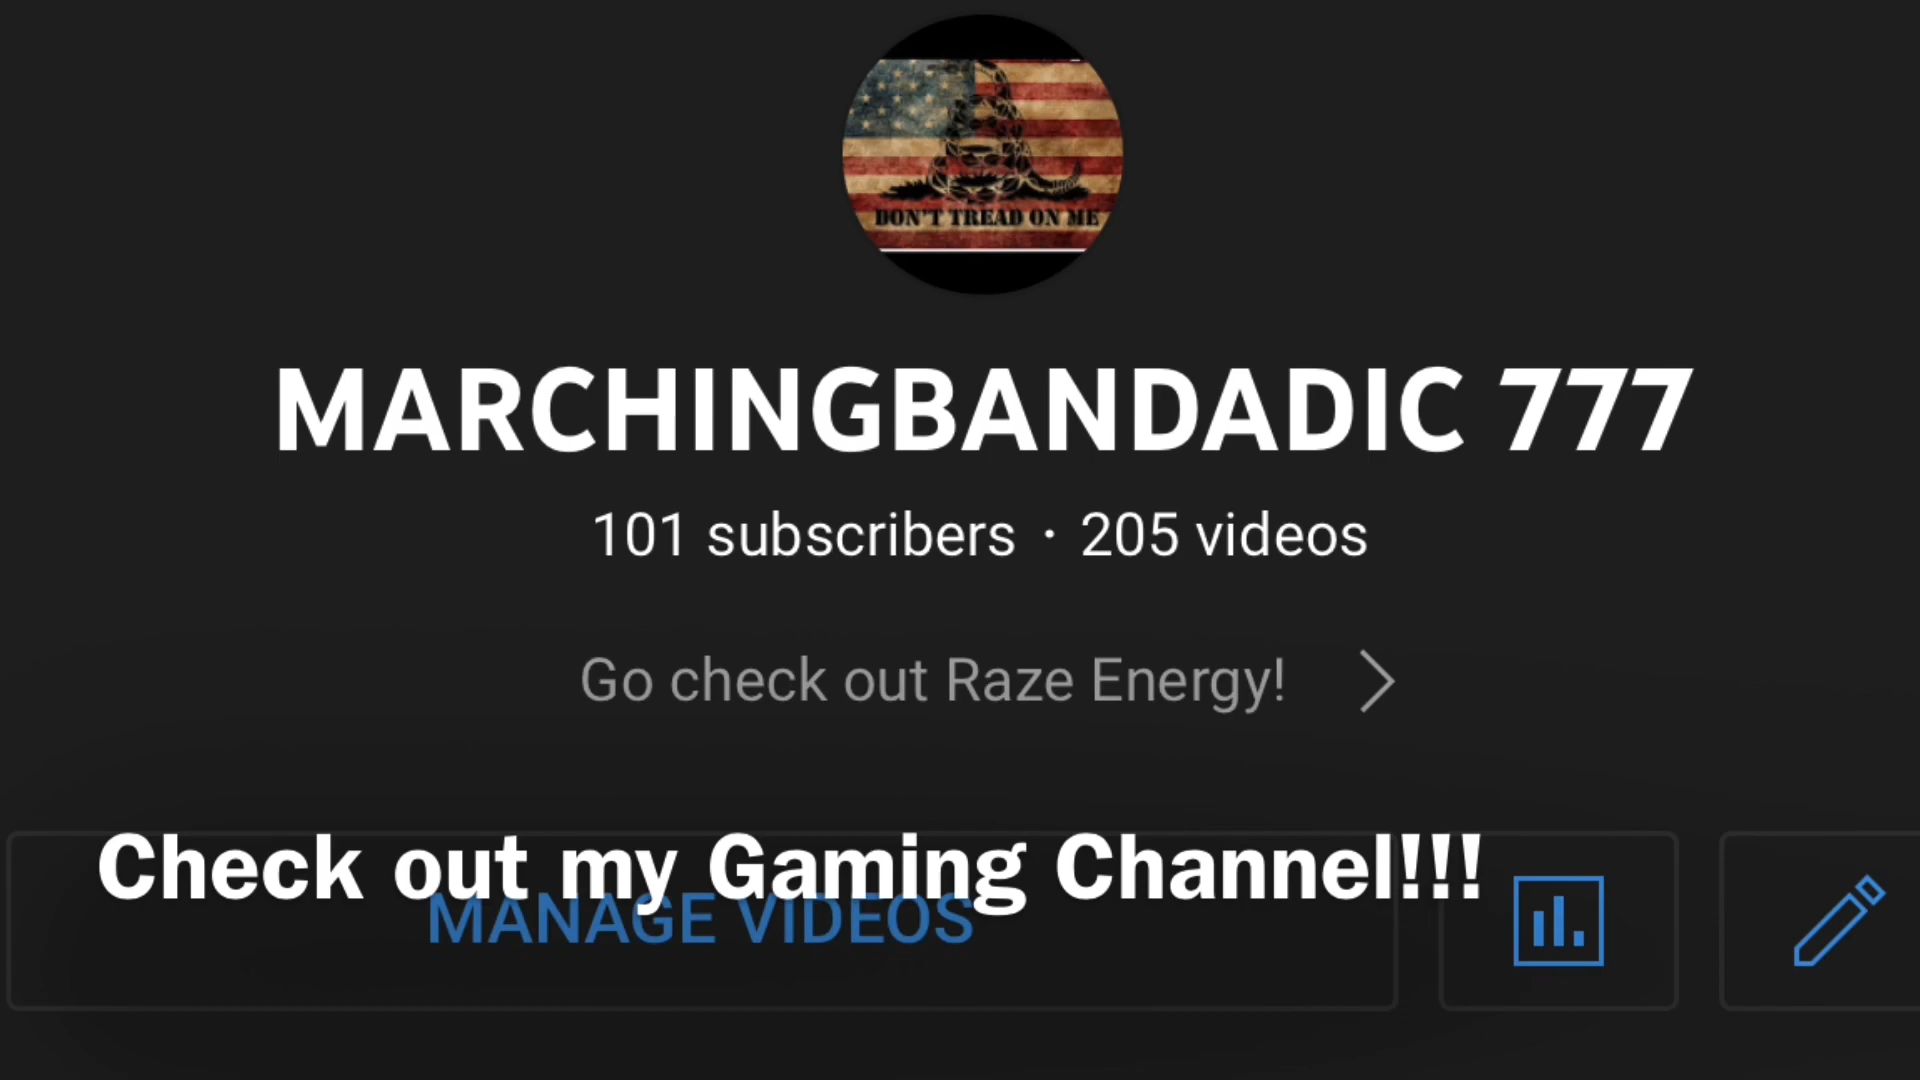 DON'T TREAD ON ME
MARCHINGBANDADIC 777
101 subscribers · 205 videos
Go check out Raze Energy!
Check out my Gaming Channel!!!
MANAGE VIDEOS